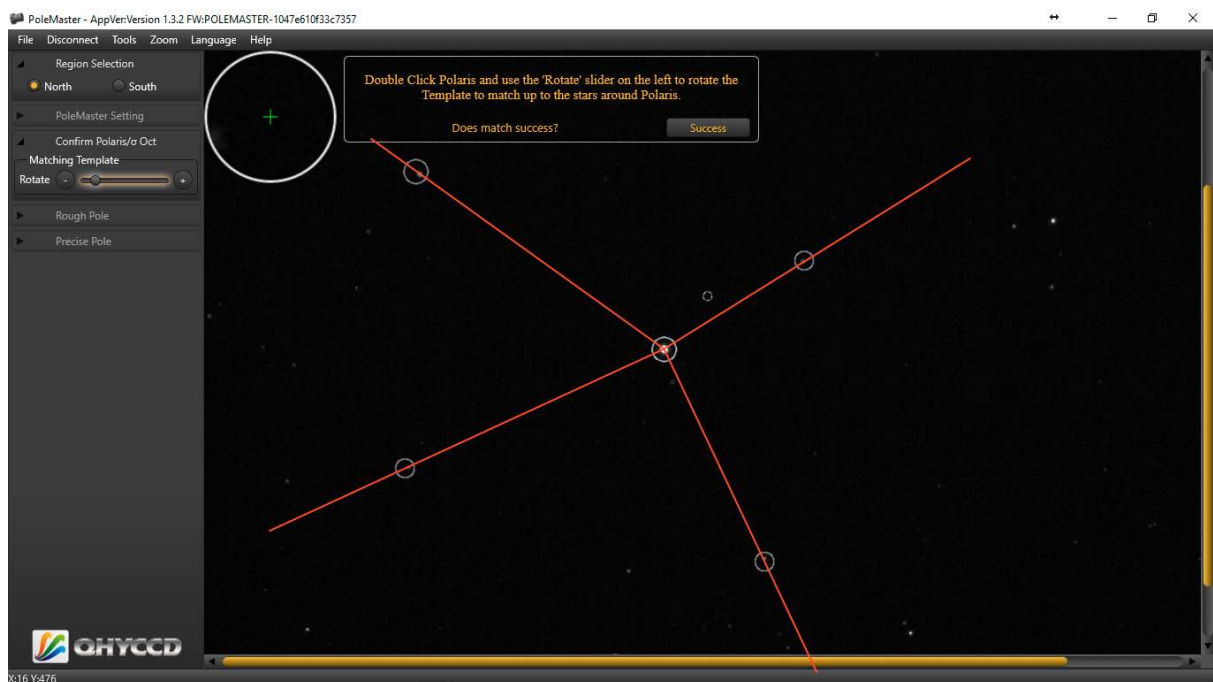 PoleMaster - AppVer:Version 1.3.2 FW:POLEMASTER-1047e610f33c7357
File Disconnect Tools Zoom Language Help
Region Selection
North South
PoleMaster Setting
Confirm Polaris/σ Oct
Matching Template
Rotate - +
Rough Pole
Precise Pole
Double Click Polaris and use the 'Rotate' slider on the left to rotate the
Template to match up to the stars around Polaris.
Does match success? Success
QHYCCD
X:16 Y:476